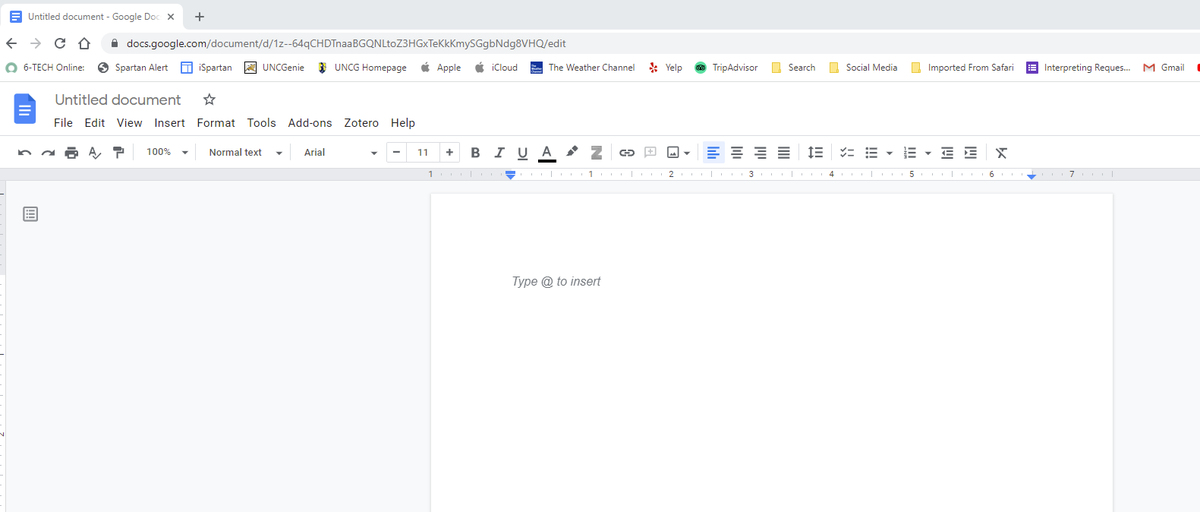 Untitled document - Google Doc
docs.google.com/document/d/1z--64qCHDTnaaBGQNLtoZ3HGxTeKkKmySGgbNdg8VHQ/edit
6-TECH Online: Spartan Alert iSpartan UNCGenie UNCG Homepage Apple iCloud The Weather Channel Yelp TripAdvisor Search Social Media Imported From Safari Interpreting Reques... Gmail
Untitled document
File Edit View Insert Format Tools Add-ons Zotero Help
100% Normal text Arial - 11 + B I U A Z
1 1 2 3 4 5 6 7
Type @ to insert
2